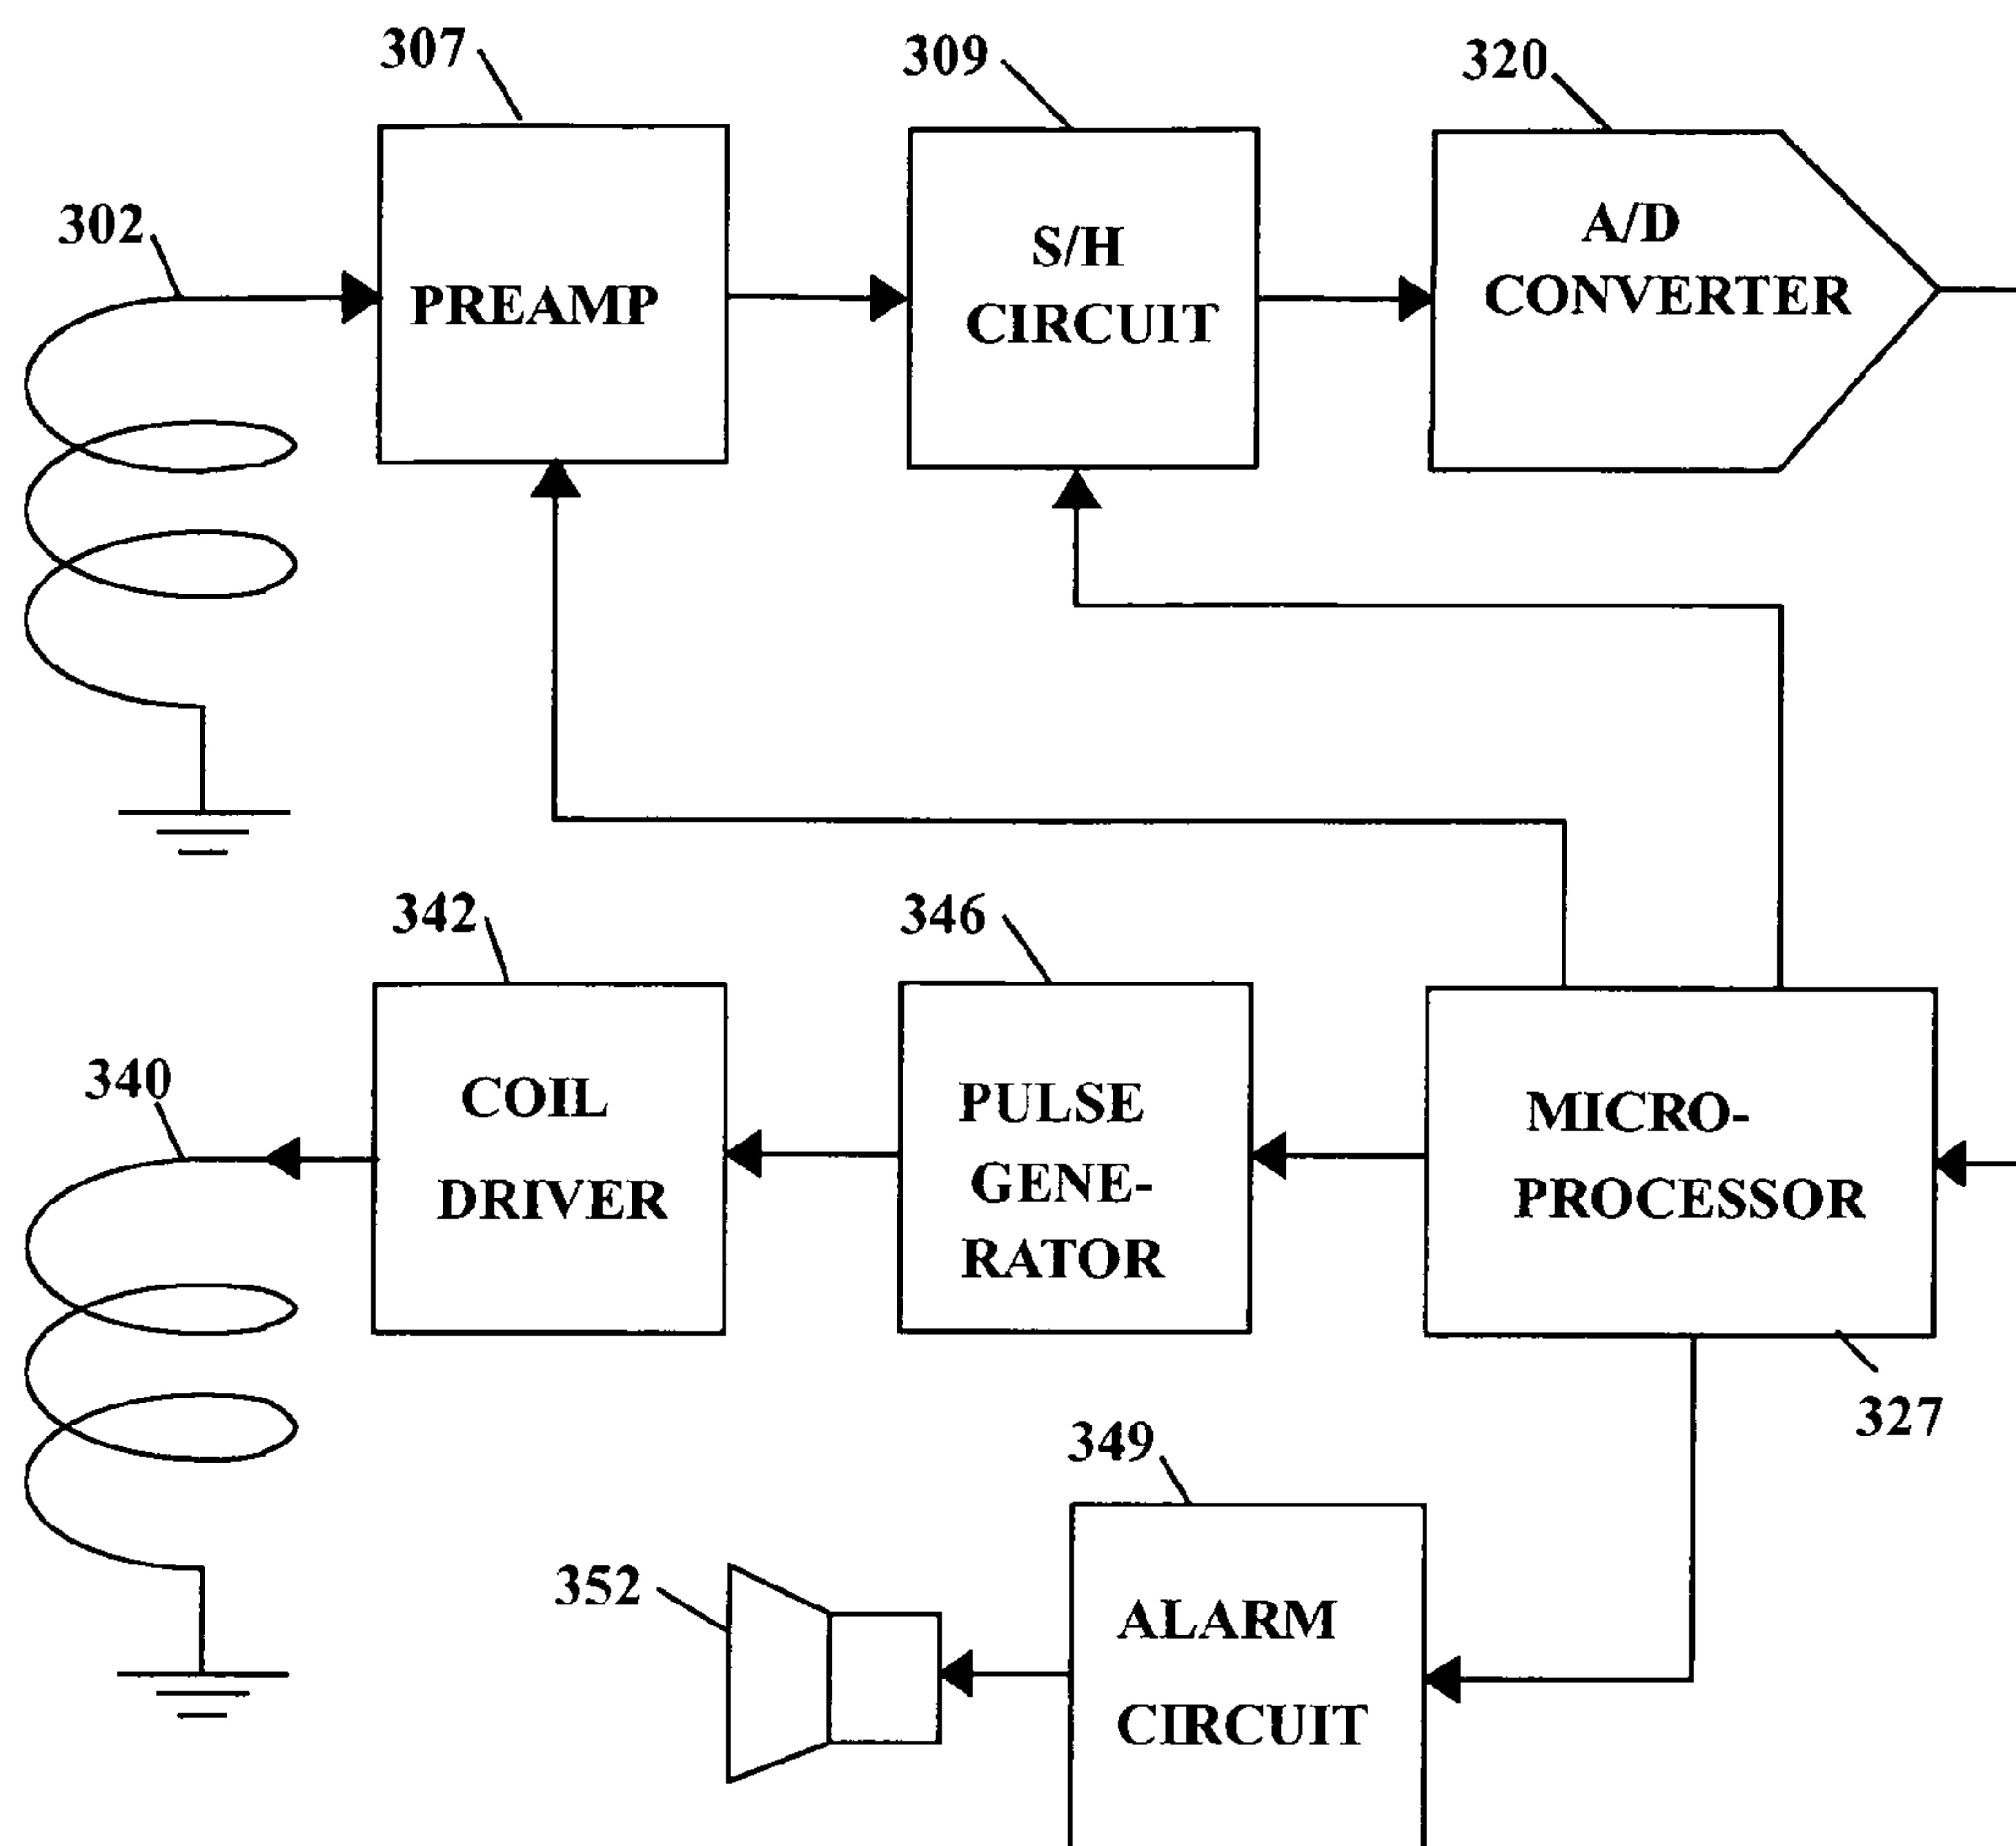 307
309
320
302
PREAMP
S/H
CIRCUIT
A/D
CONVERTER
342
346
340
COIL
DRIVER
PULSE
GENE-
RATOR
MICRO-
PROCESSOR
327
349
352
ALARM
CIRCUIT